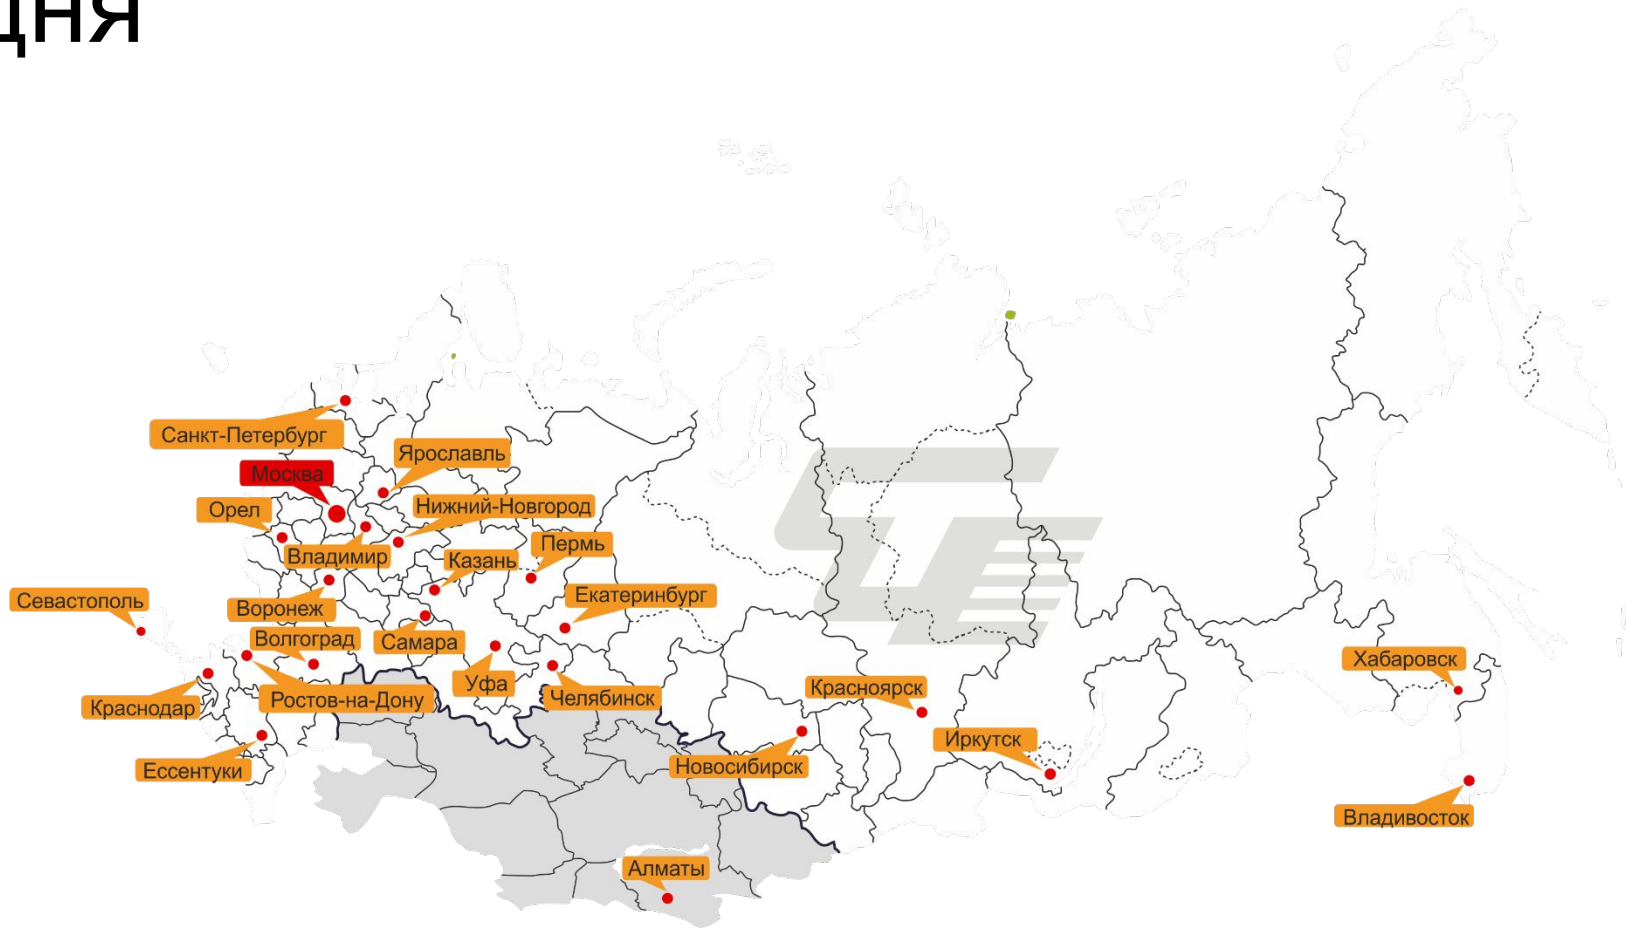 дня
Санкт-Петербург
Ярославль
Москва
Орел
Нижний-Новгород
Владимир
Пермь
Казань
Екатеринбург
Севастополь
Воронеж
Волгоград
Самара
Уфа
Челябинск
Ростов-на-Дону
Краснодар
Ессентуки
Хабаровск
Красноярск
Иркутск
Новосибирск
Владивосток
Алматы